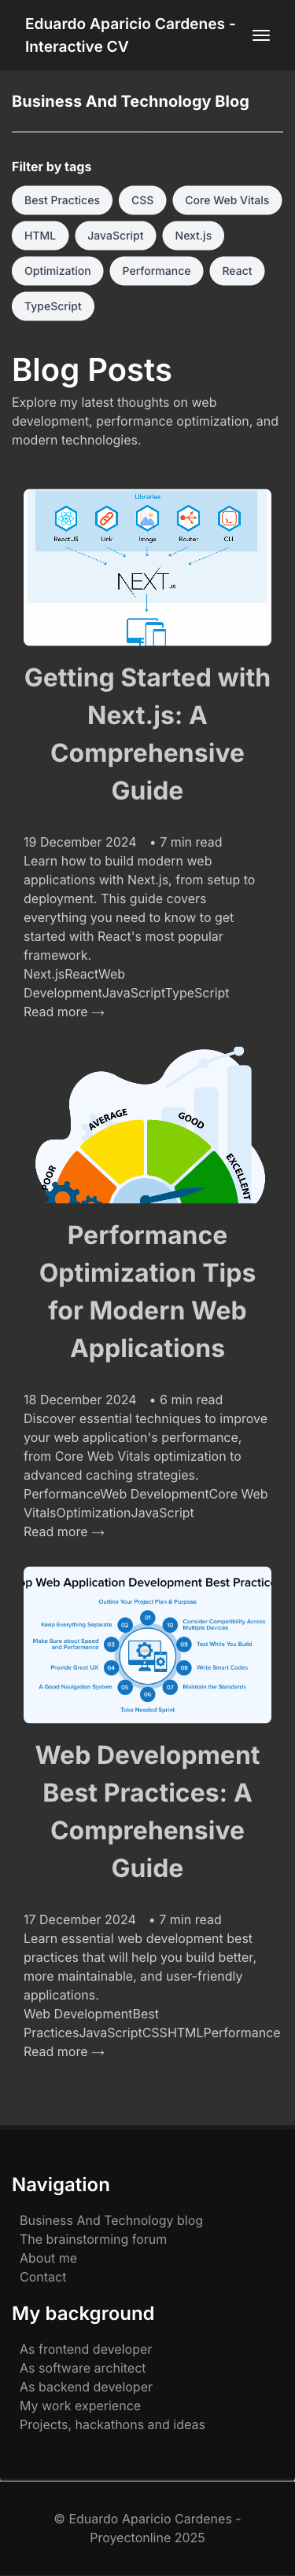 Eduardo Aparicio Cardenes -
Interactive CV
Business And Technology Blog
Filter by tags
Best Practices
CSS
Core Web Vitals
HTML
JavaScript
Next.js
Optimization
Performance
React
TypeScript
Blog Posts
Explore my latest thoughts on web
development, performance optimization, and
modern technologies.
Libraries
ReactJS
Link
Image
Router
CLI
NEXT.js
Getting Started with
Next.js: A
Comprehensive
Guide
19 December 2024 • 7 min read
Learn how to build modern web
applications with Next.js, from setup to
deployment. This guide covers
everything you need to know to get
started with React's most popular
framework.
Next.jsReactWeb
DevelopmentJavaScriptTypeScript
Read more →
POOR
AVERAGE
GOOD
EXCELLENT
Performance
Optimization Tips
for Modern Web
Applications
18 December 2024 • 6 min read
Discover essential techniques to improve
your web application's performance,
from Core Web Vitals optimization to
advanced caching strategies.
PerformanceWeb DevelopmentCore Web
VitalsOptimizationJavaScript
Read more →
op Web Application Development Best Practice
Outline Your Project Plan & Purpose
01
Keep Everything Separate
02
10
Consider Compatibility Across
Multiple Devices
Make Sure about Speed
and Performance
03
09
Test While You Build
Provide Great UX
04
08
Write Smart Codes
A Good Navigation System
05
07
Maintain the Standards
06
Take Needed Sprint
Web Development
Best Practices: A
Comprehensive
Guide
17 December 2024 • 7 min read
Learn essential web development best
practices that will help you build better,
more maintainable, and user-friendly
applications.
Web DevelopmentBest
PracticesJavaScriptCSSHTMLPerformance
Read more →
Navigation
Business And Technology blog
The brainstorming forum
About me
Contact
My background
As frontend developer
As software architect
As backend developer
My work experience
Projects, hackathons and ideas
© Eduardo Aparicio Cardenes -
Proyectonline 2025